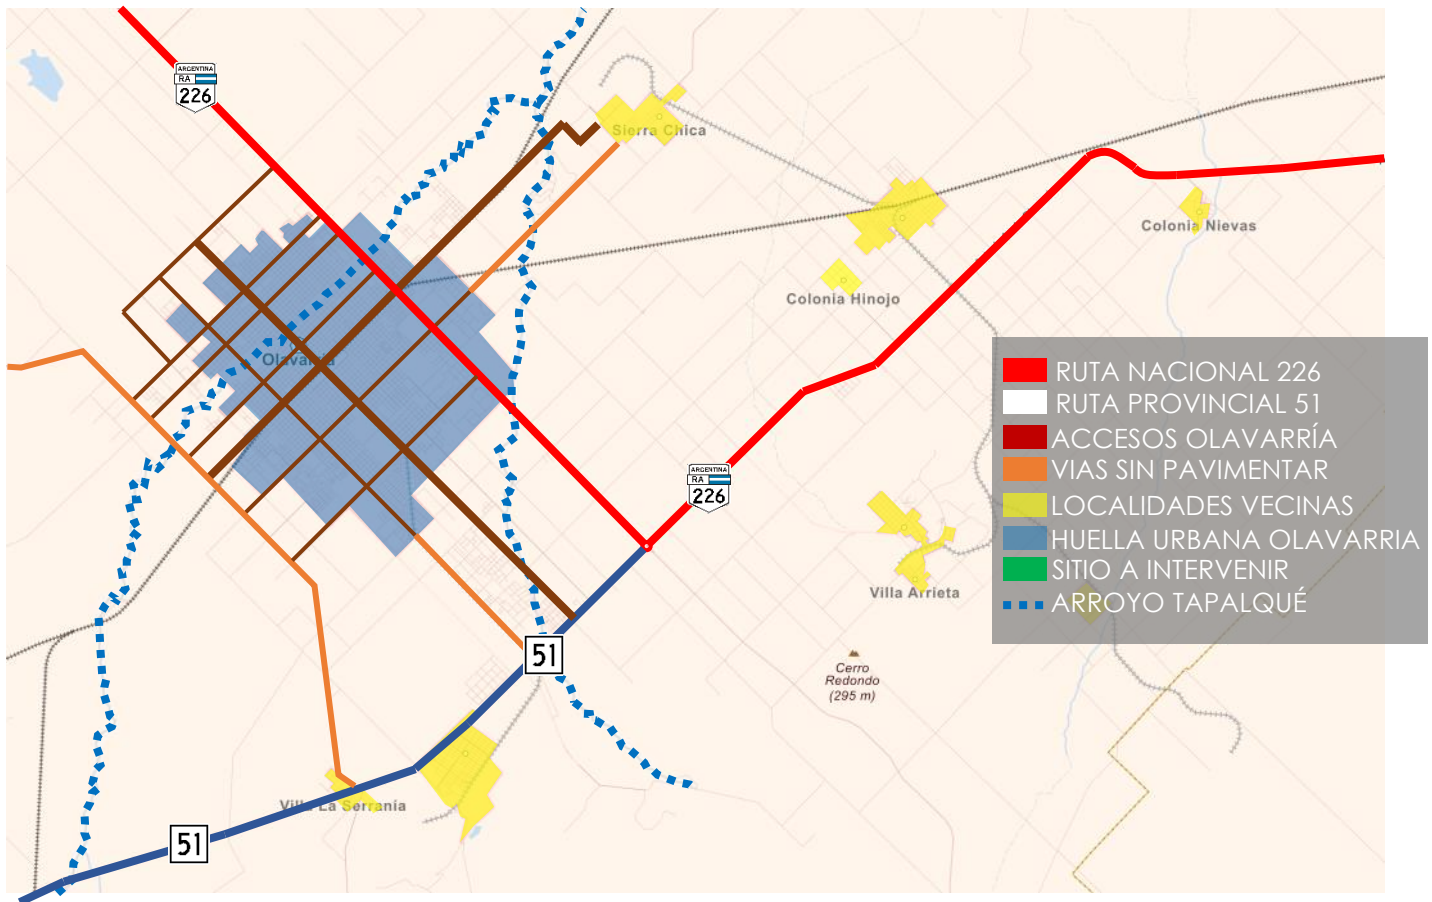 ARGENTINA
RA
226
Sierra Chica
Colonia Nievas
Colonia Hinojo
Olavarría
RUTA NACIONAL 226
RUTA PROVINCIAL 51
ACCESOS OLAVARRÍA
VIAS SIN PAVIMENTAR
LOCALIDADES VECINAS
HUELLA URBANA OLAVARRIA
SITIO A INTERVENIR
ARROYO TAPALQUÉ
ARGENTINA
RA
226
Villa Arrieta
51
Cerro
Redondo
(295 m)
Villa La Serranía
51